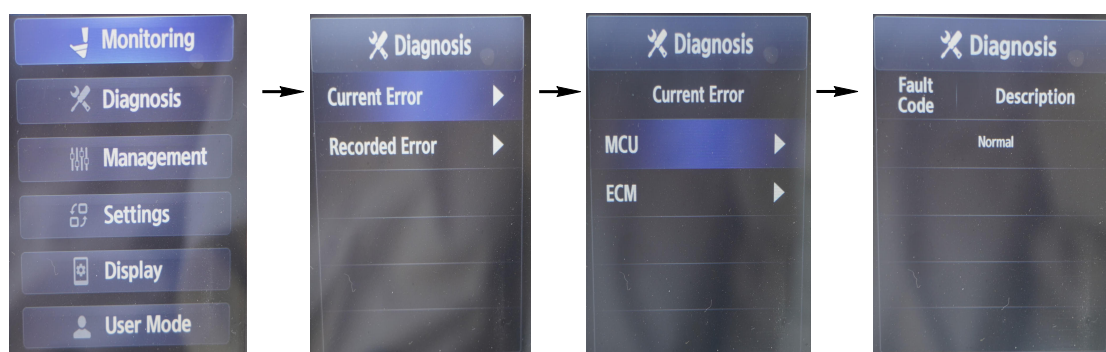 Monitoring
Diagnosis
Management
Settings
Display
User Mode
Diagnosis
Current Error
Recorded Error
Diagnosis
Current Error
MCU
ECM
Diagnosis
Fault
Code
Description
Normal